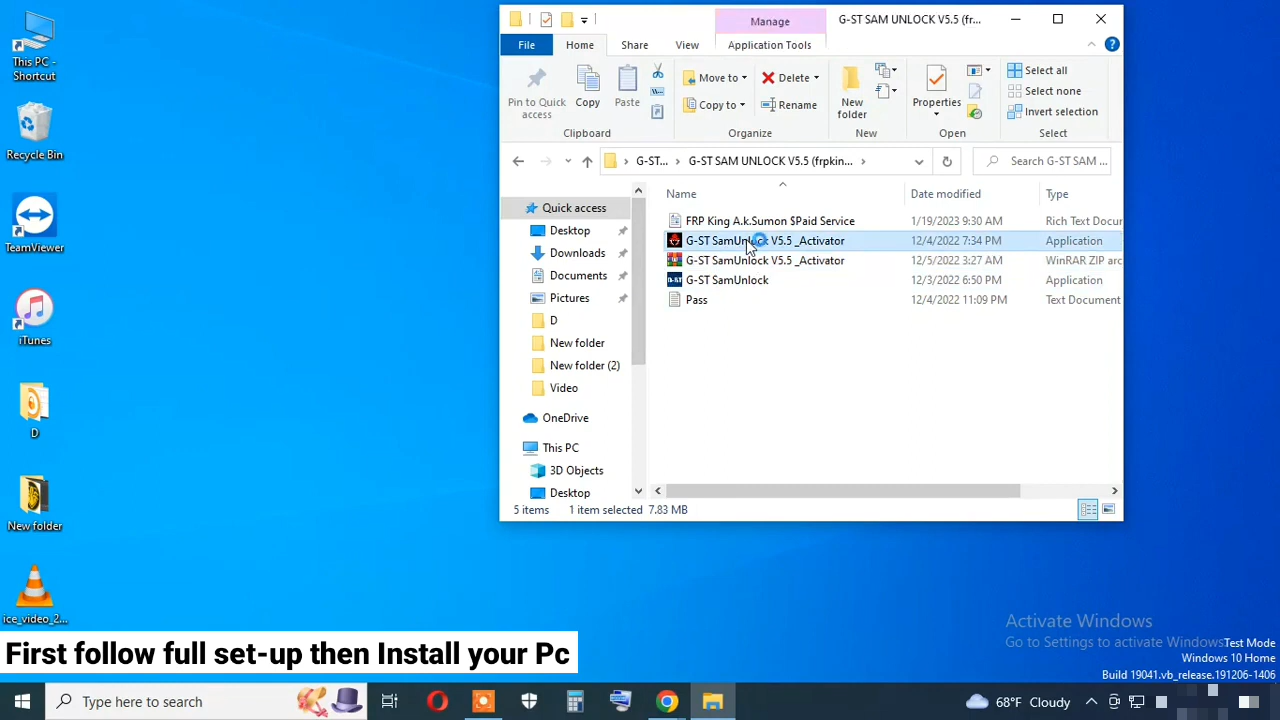 Manage
G-ST SAM UNLOCK V5.5 (fr...
File
Home
Share
View
Application Tools
Pin to Quick access
Copy
Paste
Move to
Copy to
Delete
Rename
New folder
Properties
Select all
Select none
Invert selection
Clipboard
Organize
New
Open
Select
G-ST...
G-ST SAM UNLOCK V5.5 (frpkin...
Search G-ST SAM ...
Name
Date modified
Type
FRP King A.k.Sumon $Paid Service 1/19/2023 9:30 AM Rich Text Docur
G-ST SamUnlock V5.5 _Activator 12/4/2022 7:34 PM Application
G-ST SamUnlock V5.5 _Activator 12/5/2022 3:27 AM WinRAR ZIP arc
G-ST SamUnlock 12/3/2022 6:50 PM Application
Pass 12/4/2022 11:09 PM Text Document
Quick access
Desktop
Downloads
Documents
Pictures
D
New folder
New folder (2)
Video
OneDrive
This PC
3D Objects
Desktop
5 items
1 item selected 7.83 MB
This PC - Shortcut
Recycle Bin
TeamViewer
iTunes
D
New folder
ice_video_2...
First follow full set-up then Install your Pc
Activate Windows
Go to Settings to activate Windows
Test Mode
Windows 10 Home
Build 19041.vb_release.191206-1406
Type here to search
68°F Cloudy